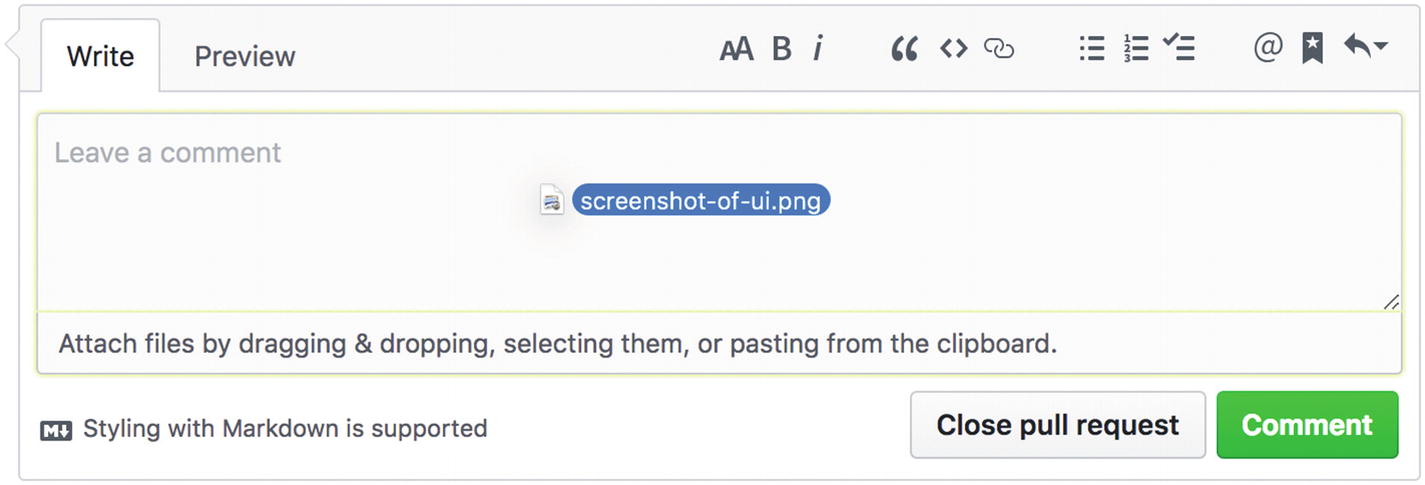 Write Preview AA B i @
Leave a comment
screenshot-of-ui.png
Attach files by dragging & dropping, selecting them, or pasting from the clipboard.
M↓ Styling with Markdown is supported Close pull request Comment